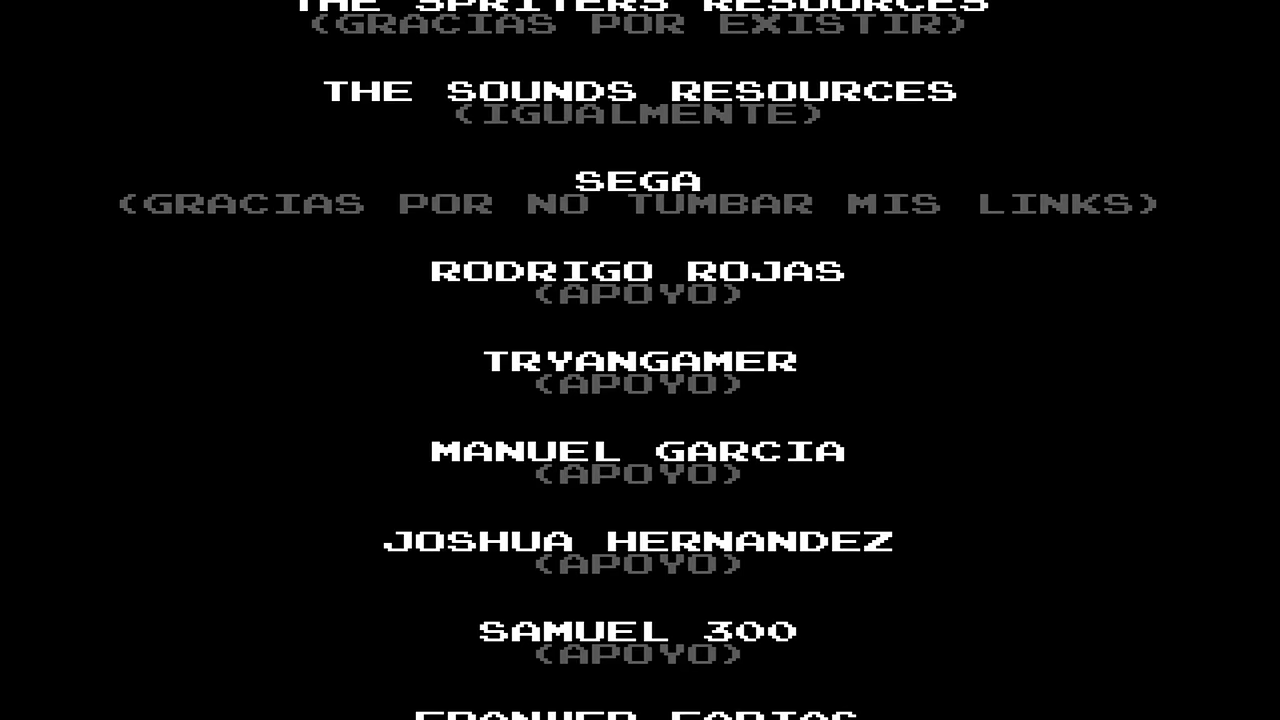 THE SPRITERS RESOURCES
(GRACIAS POR EXISTIR)
THE SOUNDS RESOURCES
(IGUALMENTE)
SEGA
(GRACIAS POR NO TUMBAR MIS LINKS)
RODRIGO ROJAS
(APOYO)
TRYANGAMER
(APOYO)
MANUEL GARCIA
(APOYO)
JOSHUA HERNANDEZ
(APOYO)
SAMUEL 300
(APOYO)